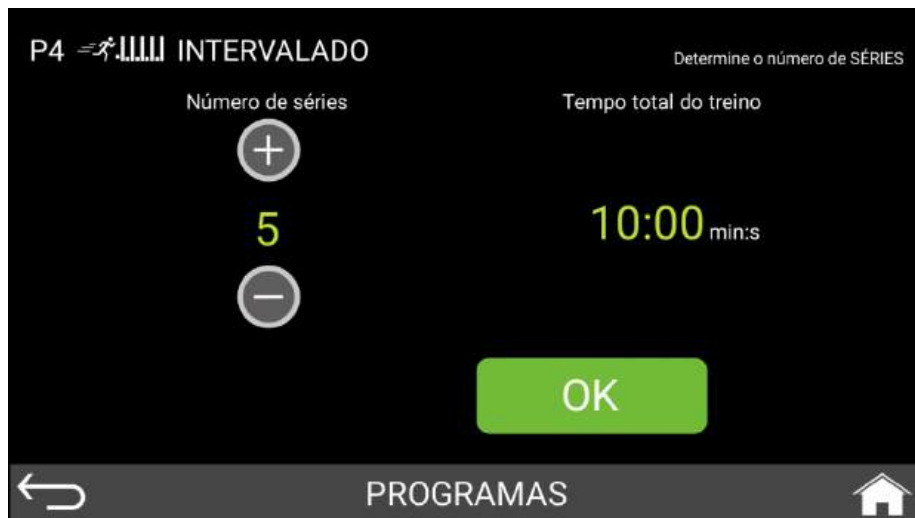 P4 INTERVALADO
Determine o número de SÉRIES
Número de séries
Tempo total do treino
5
10:00 min:s
OK
PROGRAMAS